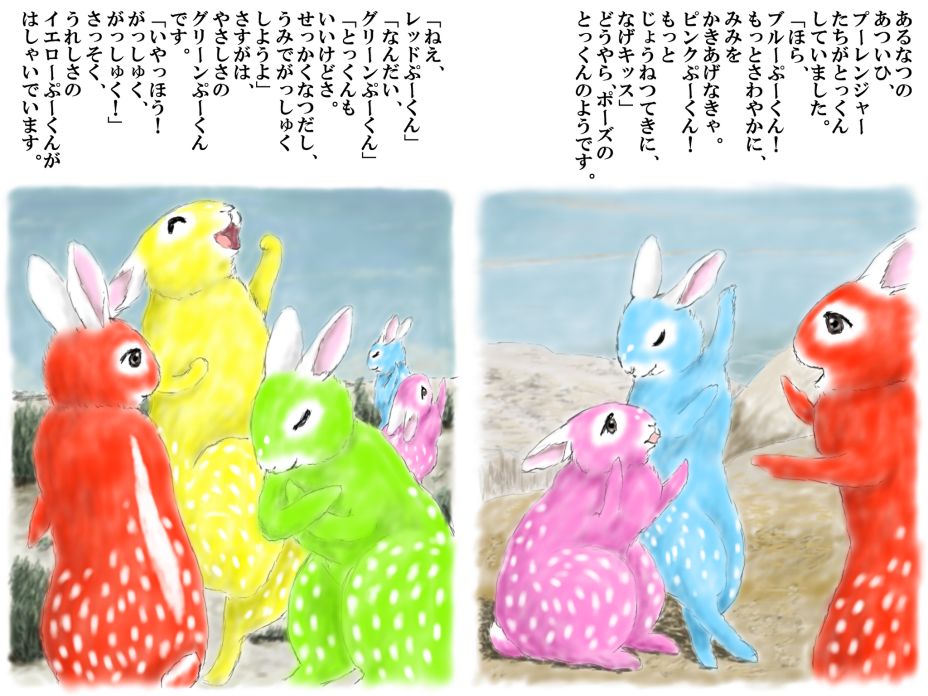 あるなつの
あついひ、
プーレンジャー
たちがとっくん
していました。
「ほら、
ブルーぷーくん！
もっとさわやかに、
みみを
かきあげなきゃ。
ピンクぷーくん！
もっと
じょうねつてきに、
なげキッス」
どうやら、ポーズの
とっくんのようです。
「ねえ、
レッドぷーくん」
「なんだい、
グリーンぷーくん」
「とっくんも
いいけどさ。
せっかくなつだし、
うみでがっしゅく
しようよ」
さすがは、
やさしさの
グリーンぷーくん
です。
「いやっほう！
がっしゅく、
がっしゅく！」
さっそく、
うれしさの
イエローぷーくんが
はしゃいでいます。